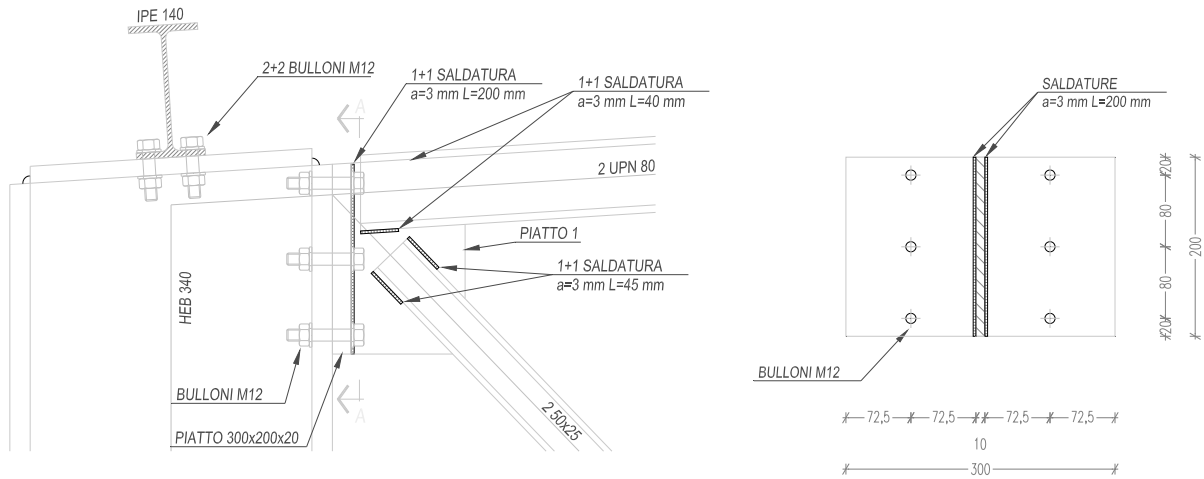 IPE 140
2+2 BULLONI M12
1+1 SALDATURA
a=3 mm L=200 mm
1+1 SALDATURA
a=3 mm L=40 mm
A
2 UPN 80
PIATTO 1
1+1 SALDATURA
a=3 mm L=45 mm
HEB 340
BULLONI M12
PIATTO 300x200x20
A
2 50x25
SALDATURE
a=3 mm L=200 mm
20
80
80
20
200
BULLONI M12
72,5
72,5
72,5
72,5
10
300